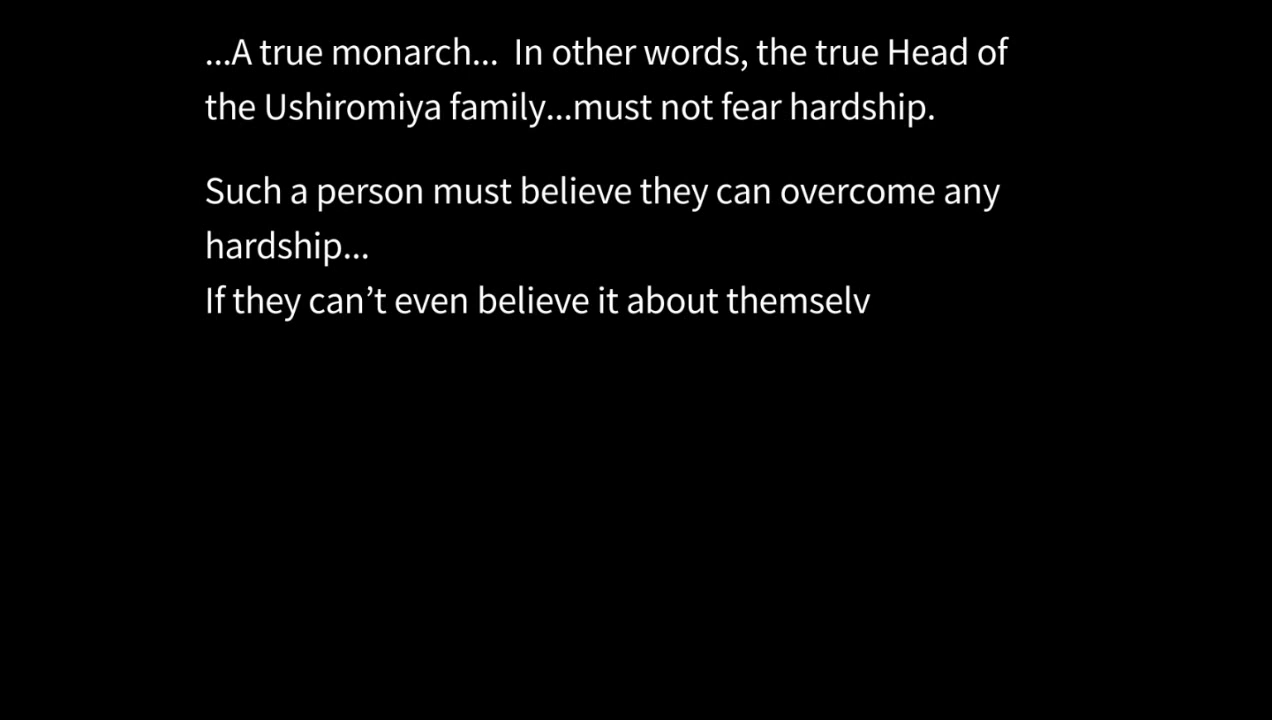 ...A true monarch...  In other words, the true Head of
the Ushiromiya family...must not fear hardship.
Such a person must believe they can overcome any
hardship...
If they can’t even believe it about themselv